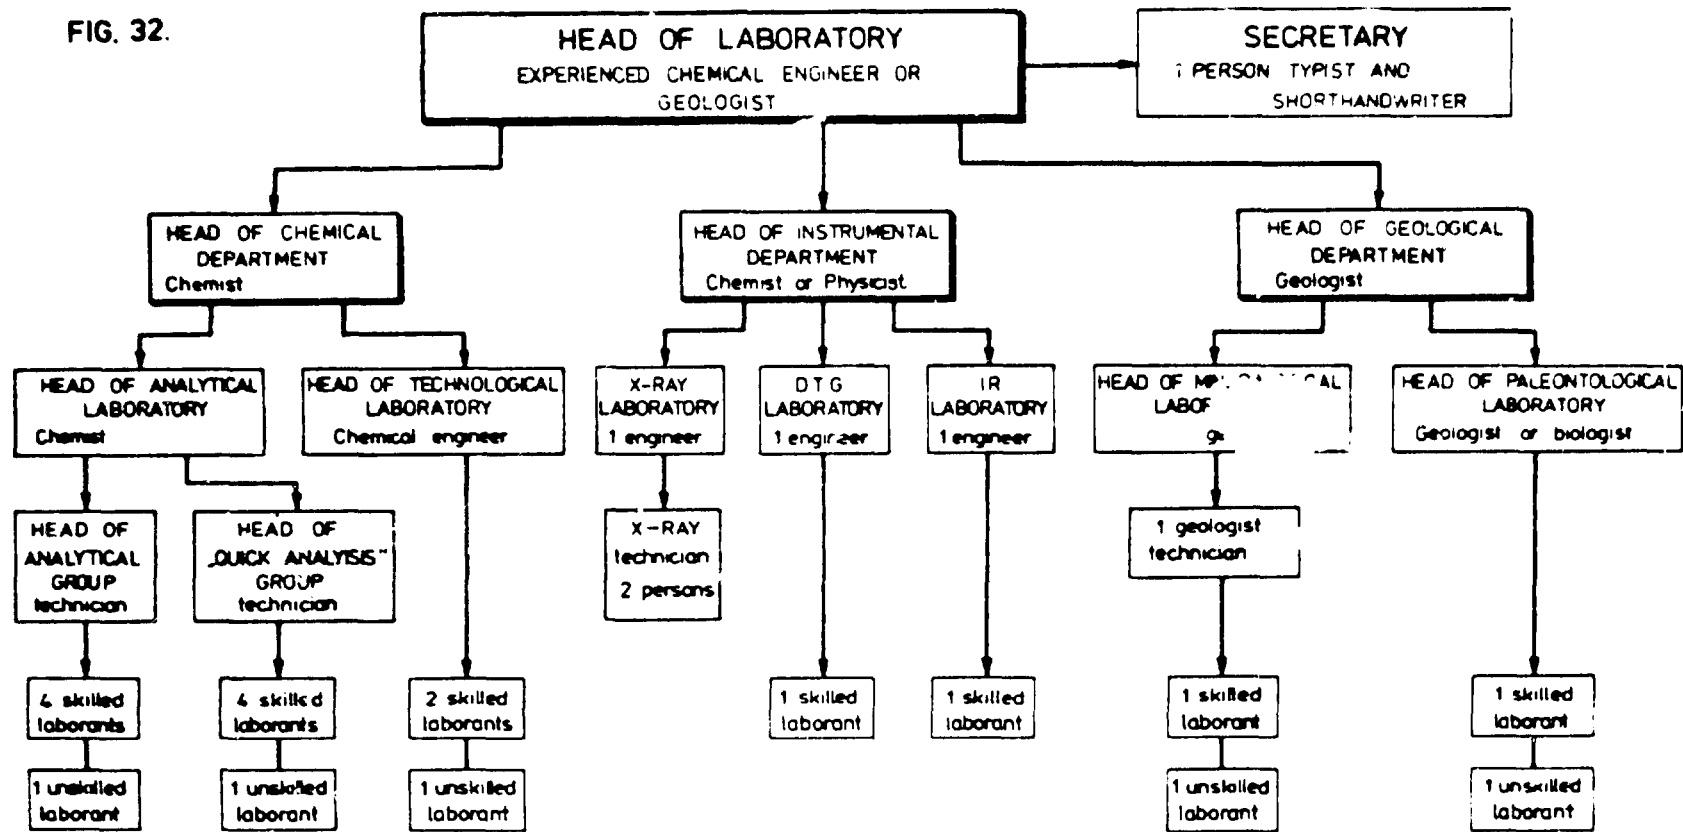 FIG. 32.
HEAD OF LABORATORY
EXPERIENCED CHEMICAL ENGINEER OR
GEOLOGIST
SECRETARY
1 PERSON TYPIST AND
SHORTHANDWRITER
HEAD OF CHEMICAL
DEPARTMENT
Chemist
HEAD OF INSTRUMENTAL
DEPARTMENT
Chemist or Physicist
HEAD OF GEOLOGICAL
DEPARTMENT
Geologist
HEAD OF ANALYTICAL
LABORATORY
Chemist
HEAD OF TECHNOLOGICAL
LABORATORY
Chemical engineer
X-RAY
LABORATORY
1 engineer
DTG
LABORATORY
1 engineer
IR
LABORATORY
1 engineer
HEAD OF
HEAD OF PALEONTOLOGICAL
LABORATORY
Geologist or biologist
HEAD OF
ANALYTICAL
GROUP
technician
HEAD OF
„QUICK ANALYISIS"
GROUP
technician
X-RAY
technician
2 persons
1 geologist
technician
4 skilled
laborants
4 skilled
laborants
2 skilled
laborants
1 skilled
laborant
1 skilled
laborant
1 skilled
laborant
1 skilled
laborant
1 unskilled
laborant
1 unskilled
laborant
1 unskilled
laborant
1 unskilled
laborant
1 unskilled
laborant